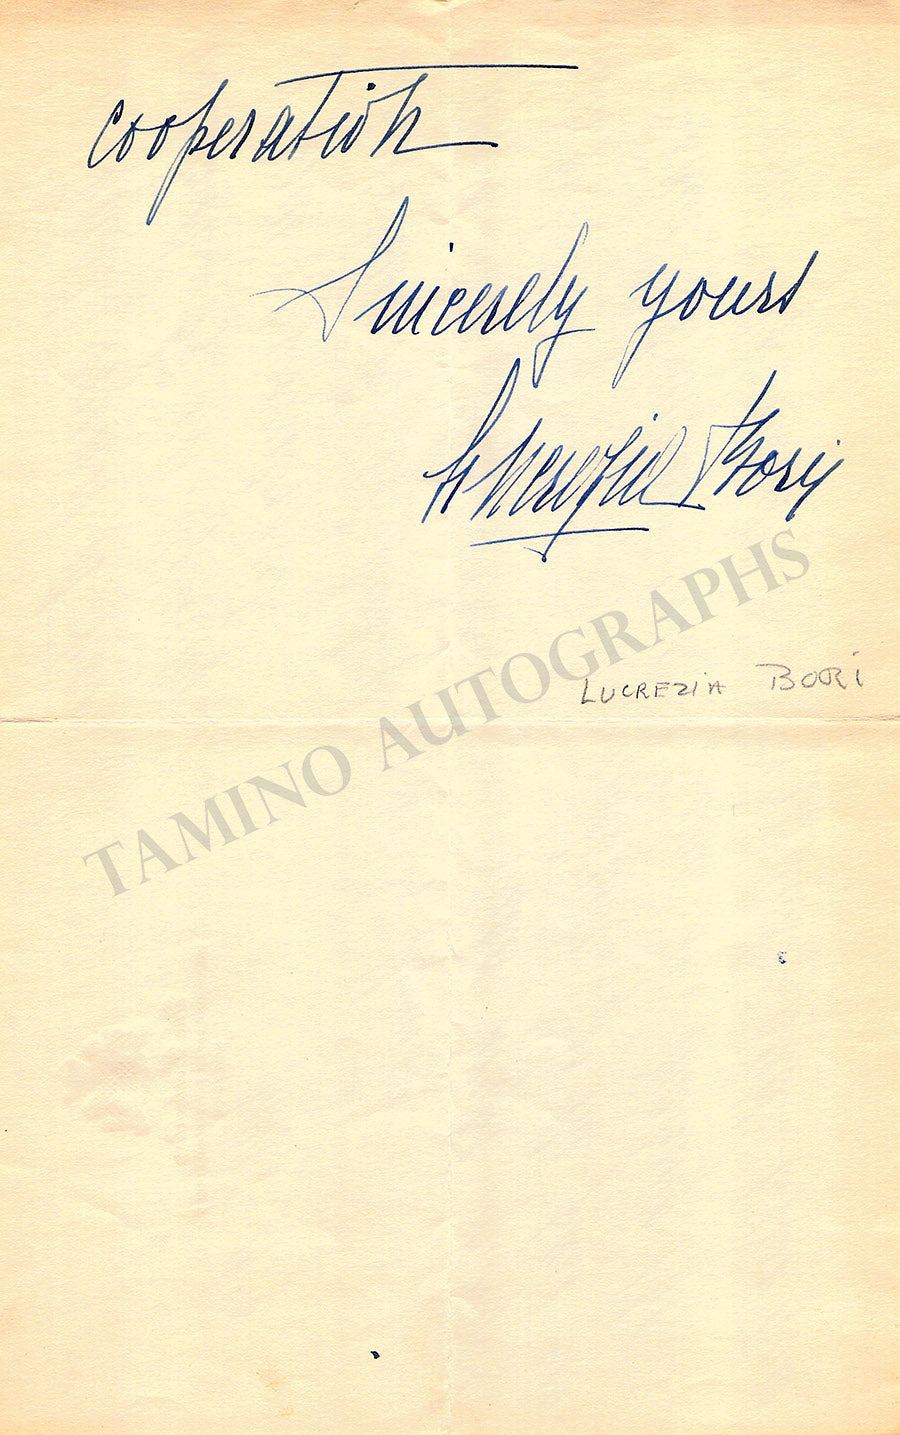 cooperation
Sincerely yours
Lucrezia Bori
LUCREZIA BORI
TAMINO AUTOGRAPHS